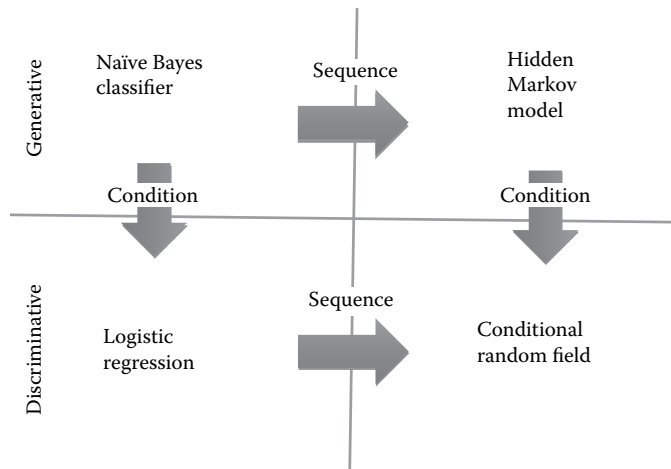 Generative
Naïve Bayes
classifier
Sequence
Hidden
Markov
model
Condition
Condition
Discriminative
Logistic
regression
Sequence
Conditional
random field